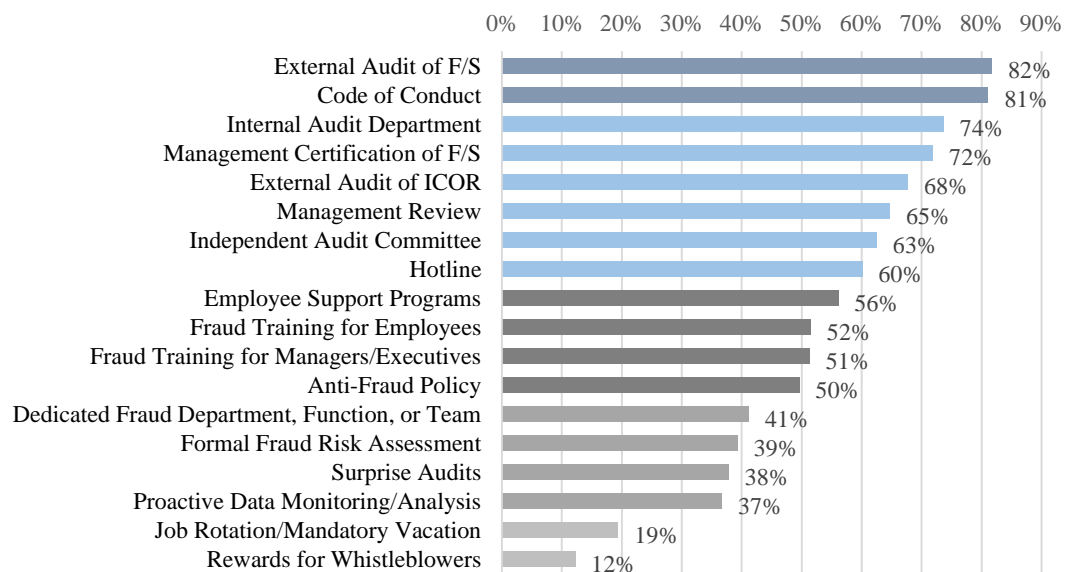 0% 10% 20% 30% 40% 50% 60% 70% 80% 90%
External Audit of F/S 82%
Code of Conduct 81%
Internal Audit Department 74%
Management Certification of F/S 72%
External Audit of ICOR 68%
Management Review 65%
Independent Audit Committee 63%
Hotline 60%
Employee Support Programs 56%
Fraud Training for Employees 52%
Fraud Training for Managers/Executives 51%
Anti-Fraud Policy 50%
Dedicated Fraud Department, Function, or Team 41%
Formal Fraud Risk Assessment 39%
Surprise Audits 38%
Proactive Data Monitoring/Analysis 37%
Job Rotation/Mandatory Vacation 19%
Rewards for Whistleblowers 12%